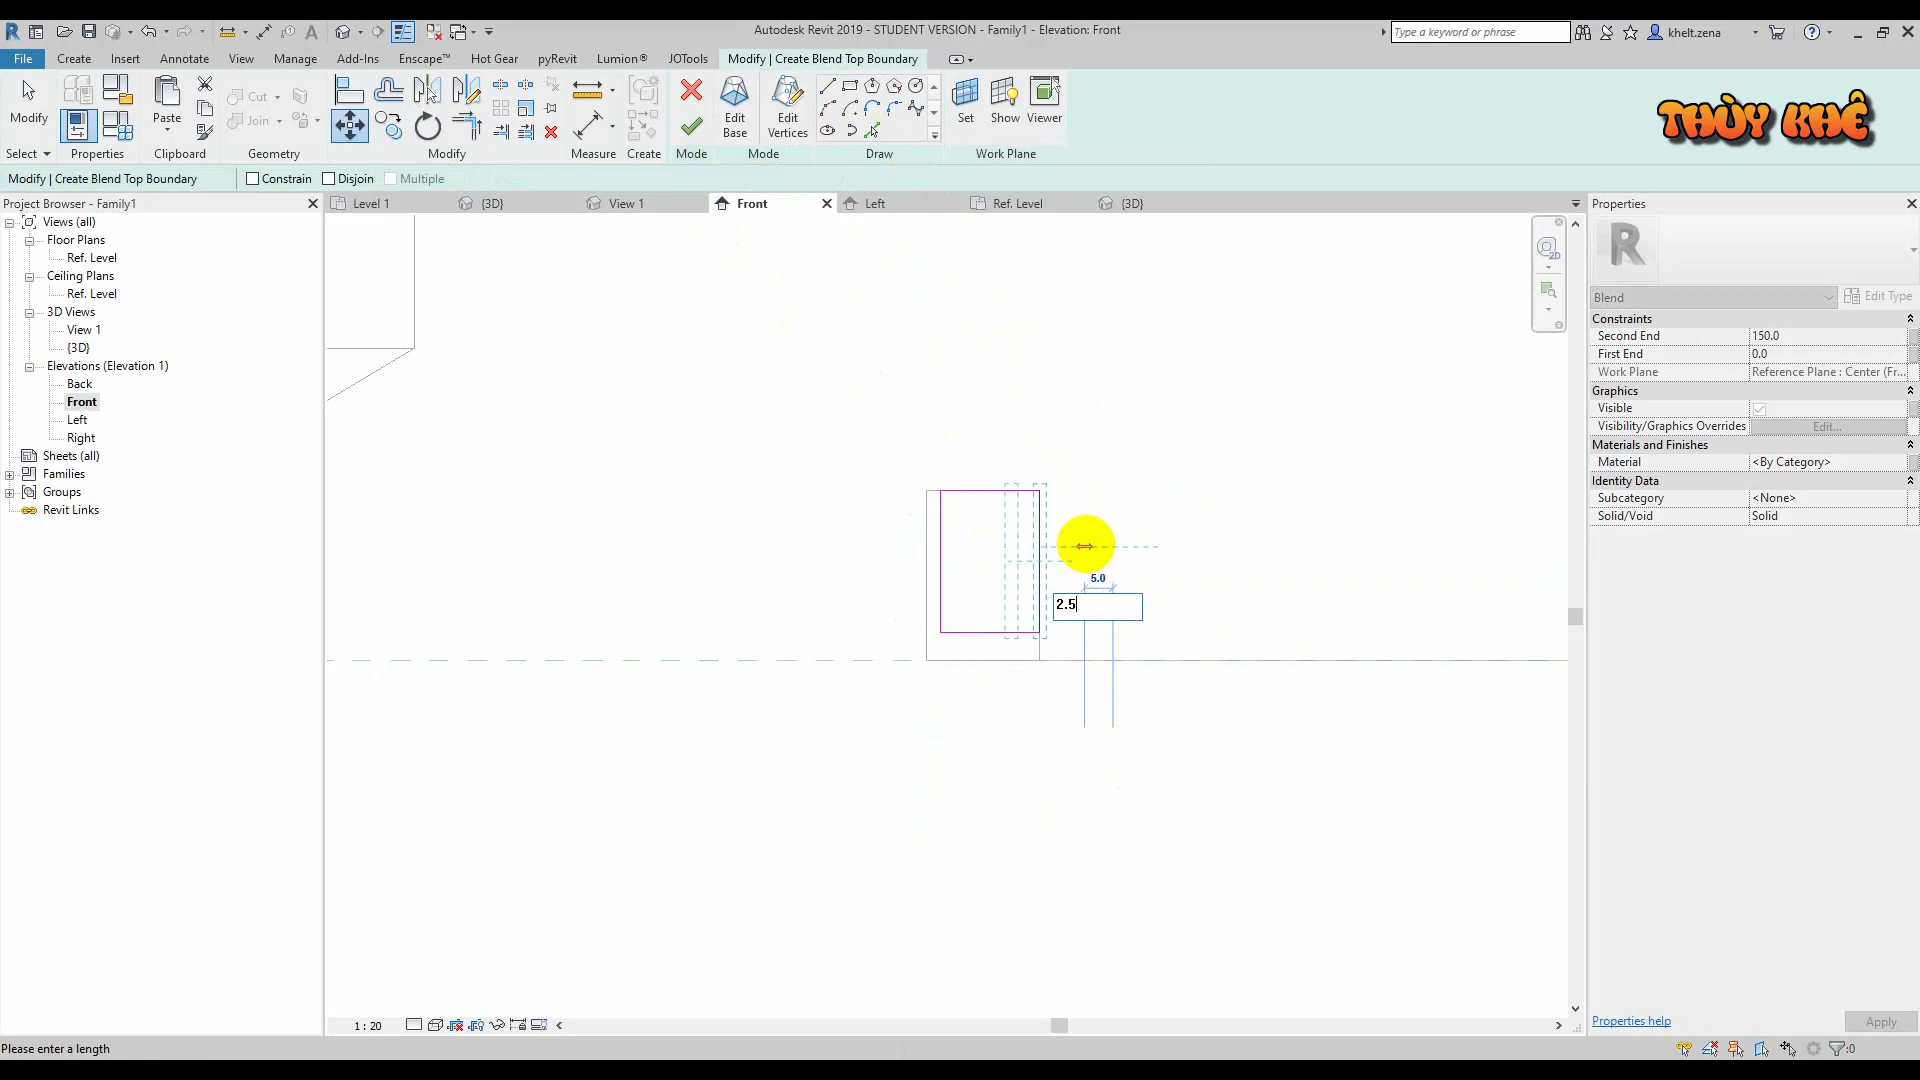 Autodesk Revit 2019 - STUDENT VERSION - Family1 - Elevation: Front
Type a keyword or phrase
khelt.zena
File
Create
Insert
Annotate
View
Manage
Add-Ins
Enscape™
Hot Gear
pyRevit
Lumion®
JOTools
Modify | Create Blend Top Boundary
Modify
Paste
Cut
Join
Edit Base
Edit Vertices
Set
Show
Viewer
Select
Properties
Clipboard
Geometry
Modify
Measure
Create
Mode
Mode
Draw
Work Plane
THÙY KHÊ
Modify | Create Blend Top Boundary
Constrain
Disjoin
Multiple
Project Browser - Family1
Level 1
{3D}
View 1
Front
Left
Ref. Level
{3D}
Properties
Views (all)
Floor Plans
Ref. Level
Ceiling Plans
Ref. Level
3D Views
View 1
{3D}
Elevations (Elevation 1)
Back
Front
Left
Right
Sheets (all)
Families
Groups
Revit Links
2D
5.0
2.5
R
Blend
Edit Type
Constraints
Second End 150.0
First End 0.0
Work Plane Reference Plane : Center (Fr...
Graphics
Visible
Visibility/Graphics Overrides Edit...
Materials and Finishes
Material <By Category>
Identity Data
Subcategory <None>
Solid/Void Solid
Properties help
Apply
1 : 20
Please enter a length
:0